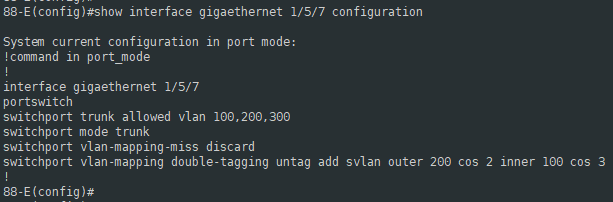 88-E(config)#show interface gigaethernet 1/5/7 configuration
System current configuration in port mode:
!command in port_mode
!
interface gigaethernet 1/5/7
portswitch
switchport trunk allowed vlan 100,200,300
switchport mode trunk
switchport vlan-mapping-miss discard
switchport vlan-mapping double-tagging untag add svlan outer 200 cos 2 inner 100 cos 3
!
88-E(config)#